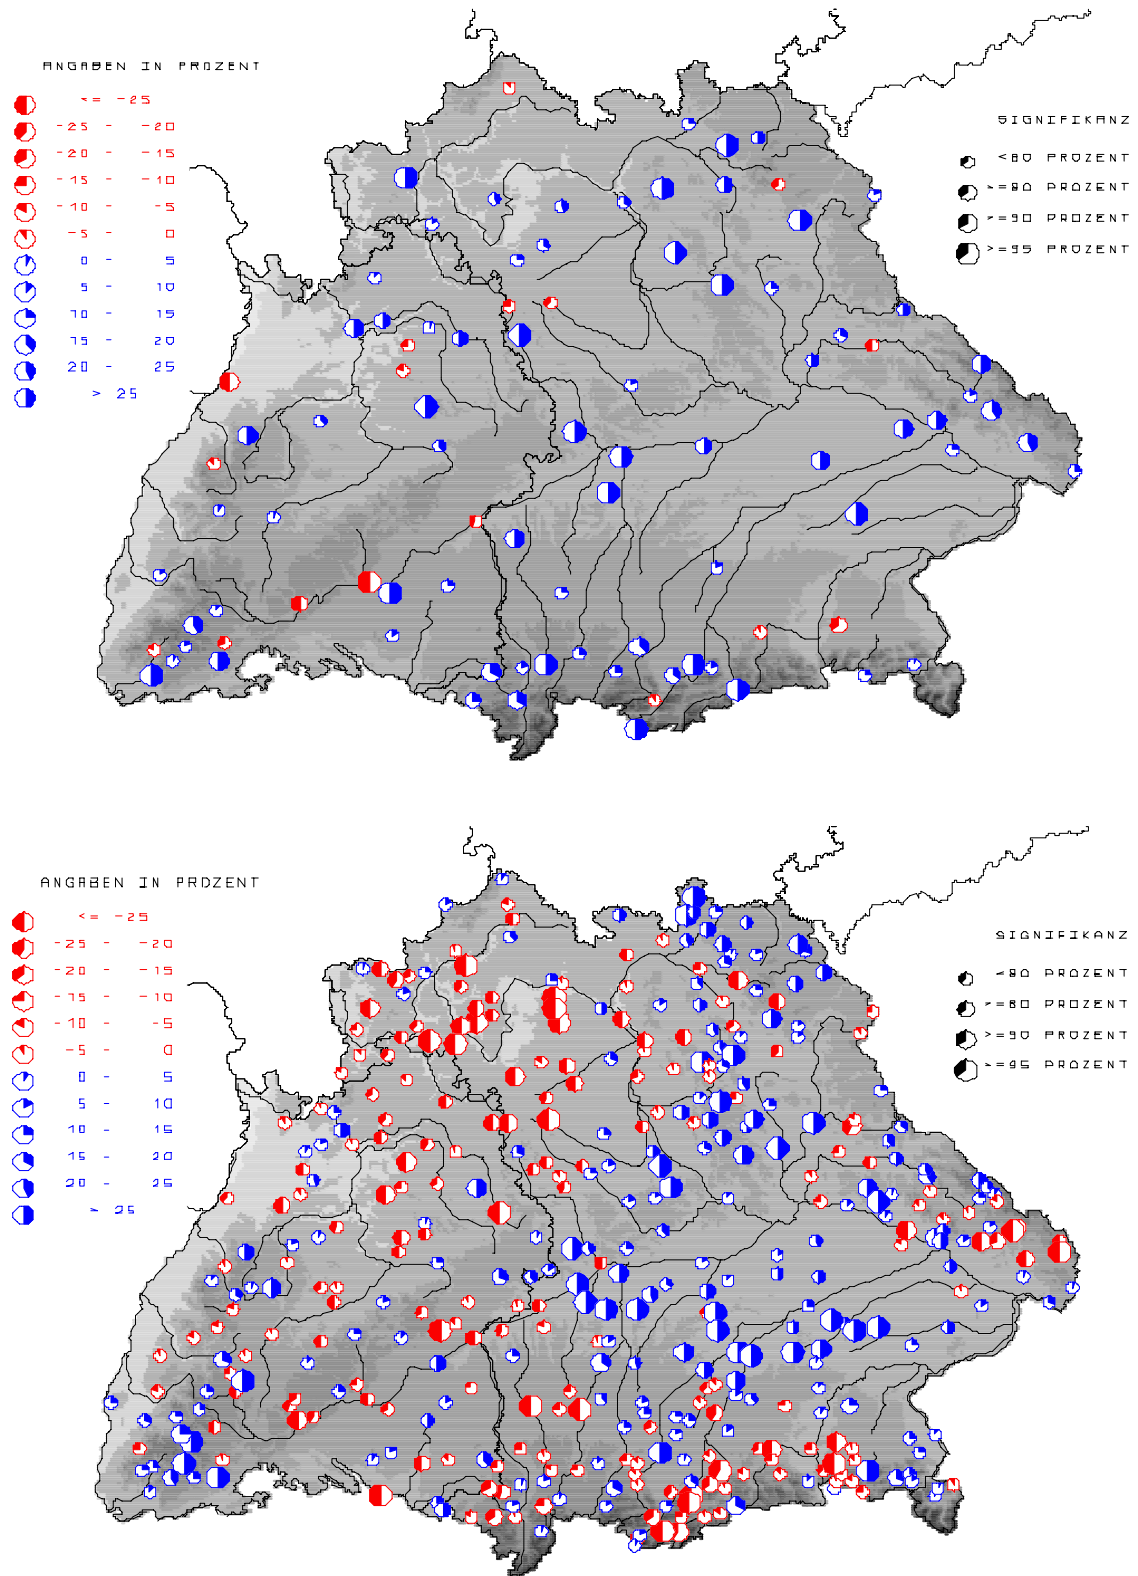 ANGABEN IN PROZENT
<= -25
-25 - -20
-20 - -15
-15 - -10
-10 - -5
-5 - 0
0 - 5
5 - 10
10 - 15
15 - 20
20 - 25
> 25
SIGNIFIKANZ
<80 PROZENT
>=80 PROZENT
>=90 PROZENT
>=95 PROZENT
ANGABEN IN PROZENT
<= -25
-25 - -20
-20 - -15
-15 - -10
-10 - -5
-5 - 0
0 - 5
5 - 10
10 - 15
15 - 20
20 - 25
> 25
SIGNIFIKANZ
<80 PROZENT
>=80 PROZENT
>=90 PROZENT
>=95 PROZENT